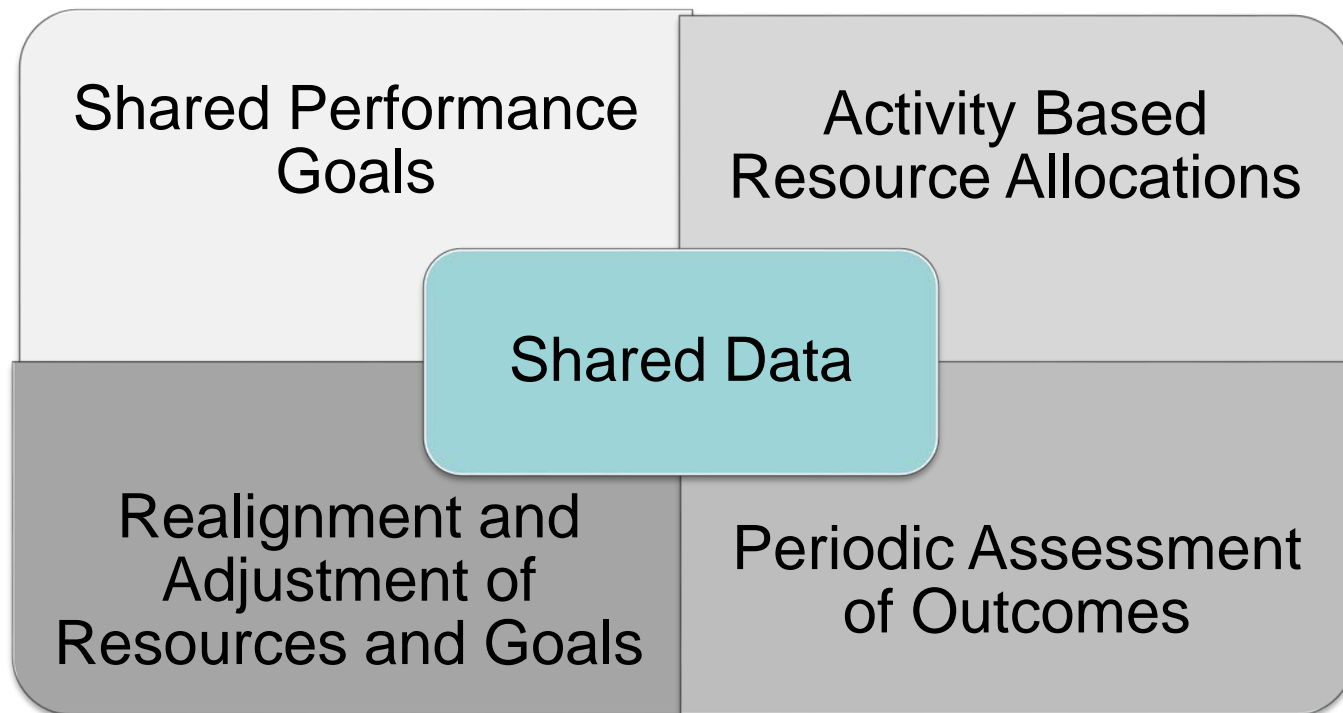 Shared Performance
Goals
Activity Based
Resource Allocations
Shared Data
Realignment and
Adjustment of
Resources and Goals
Periodic Assessment
of Outcomes